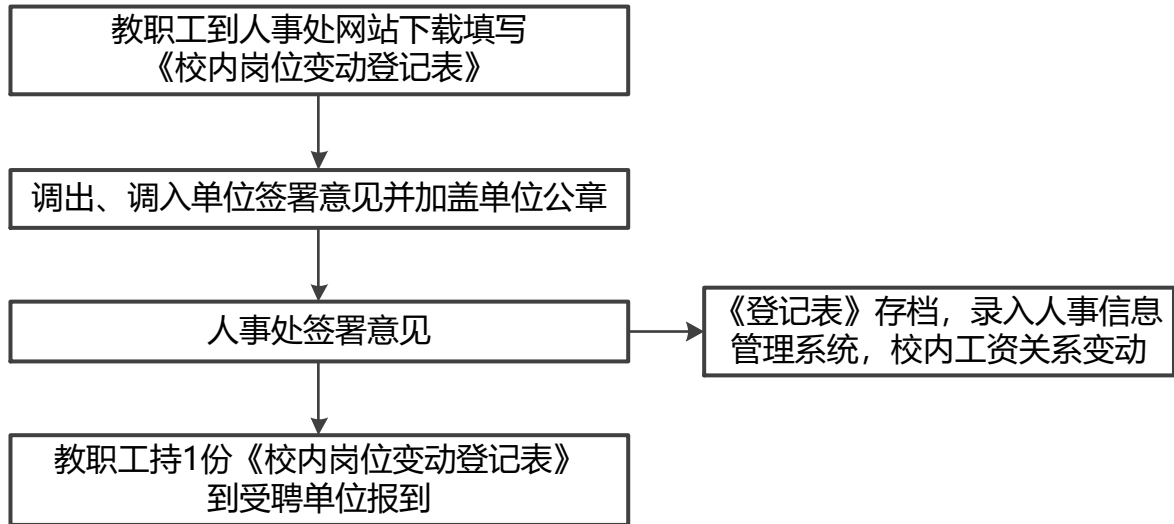 教职工到人事处网站下载填写
《校内岗位变动登记表》
调出、调入单位签署意见并加盖单位公章
人事处签署意见
《登记表》存档，录入人事信息
管理系统，校内工资关系变动
教职工持1份《校内岗位变动登记表》
到受聘单位报到